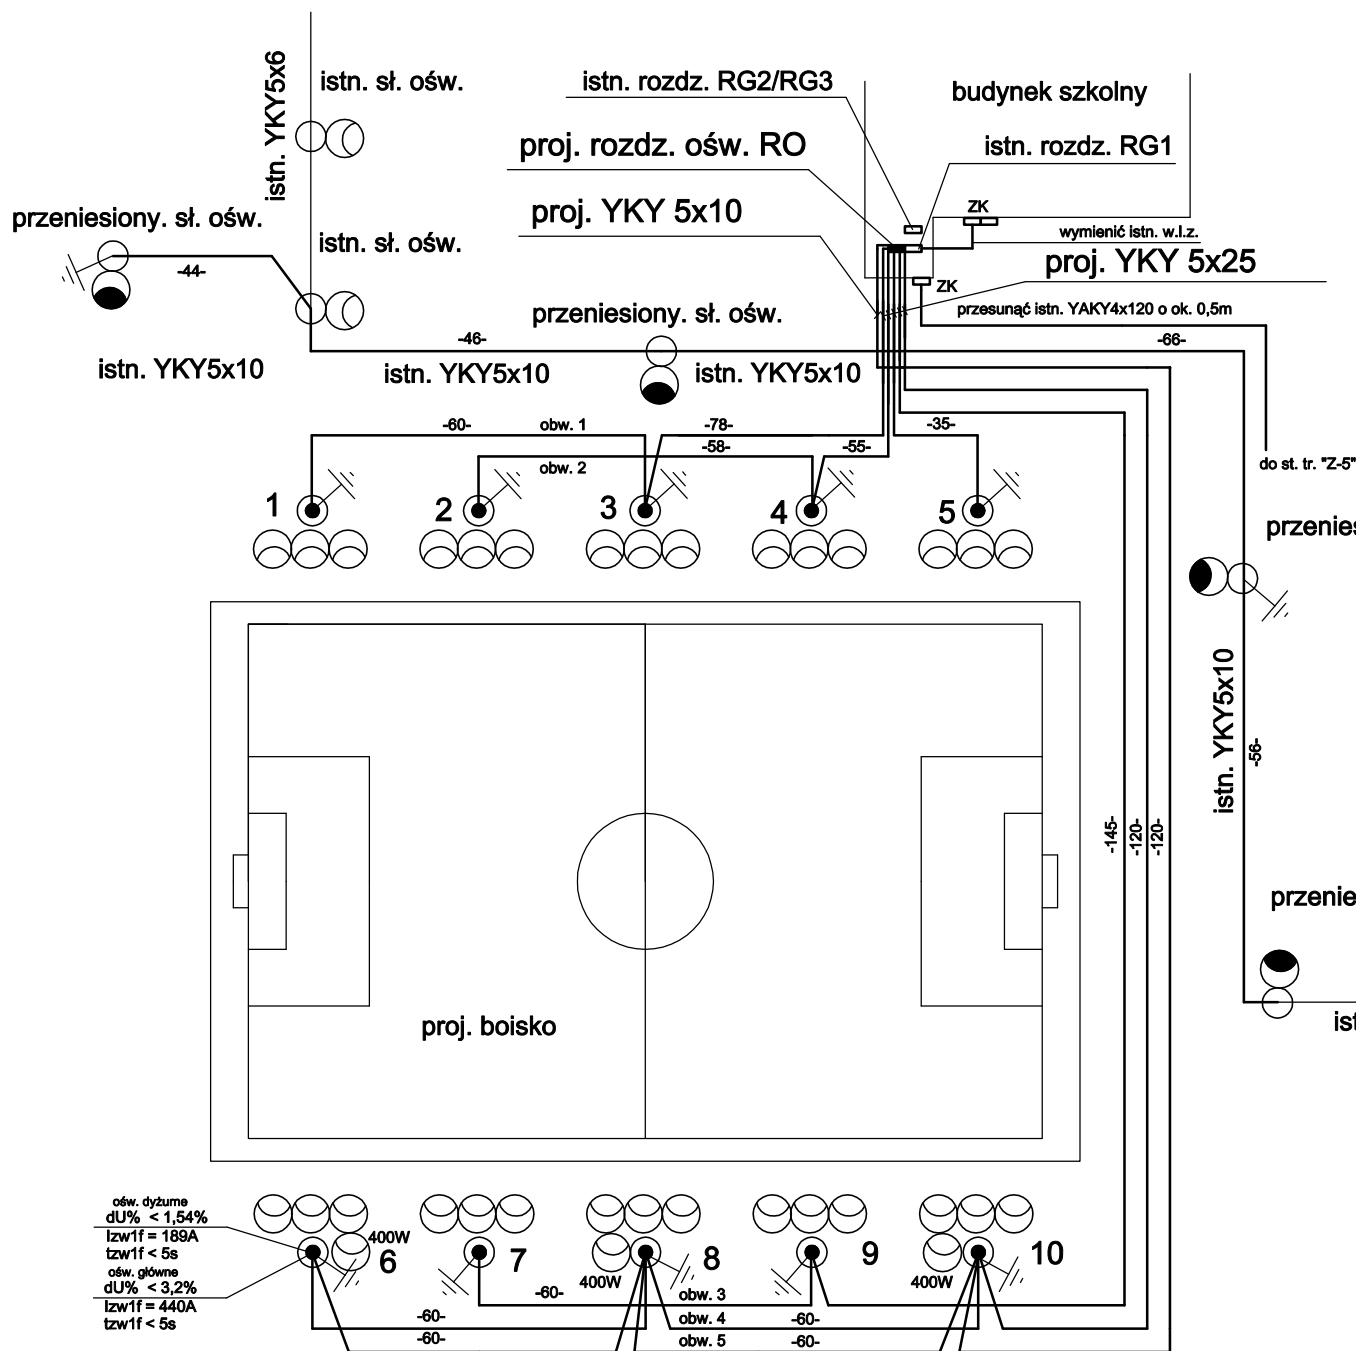 istn. YKY5x6
istn. sł. ośw.
istn. rozdz. RG2/RG3
budynek szkolny
proj. rozdz. ośw. RO
istn. rozdz. RG1
proj. YKY 5x10
ZK
przeniesiony. sł. ośw.
istn. sł. ośw.
wymienić istn. w.l.z.
proj. YKY 5x25
-44-
ZK
przesunąć istn. YAKY4x120 o ok. 0,5m
przeniesiony. sł. ośw.
-46-
-66-
istn. YKY5x10
istn. YKY5x10
istn. YKY5x10
-60-
obw. 1
-78-
-35-
-58-
-55-
obw. 2
do st. tr. "Z-5"
1
2
3
4
5
przenies
istn. YKY5x10
-56-
-145-
-120-
-120-
przenie
proj. boisko
ist
ośw. dyżurne
dU% < 1,54%
Izw1f = 189A
tzw1f < 5s
ośw. główne
dU% < 3,2%
Izw1f = 440A
tzw1f < 5s
400W
6
7
8
9
10
400W
400W
-60-
obw. 3
-60-
obw. 4
-60-
-60-
obw. 5
-60-